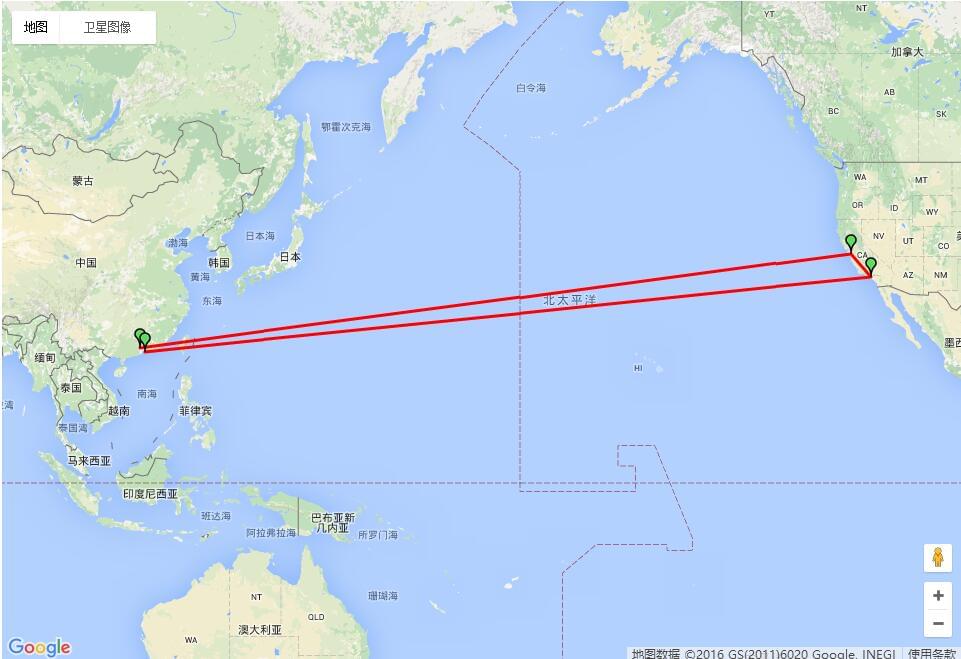 地图 卫星图像
YT
NT
加拿大
白令海
AB
BC
SK
鄂霍次克海
WA
MT
蒙古
OR
ID
WY
日本海
NV
UT
渤海
CO
CA
日本
中国
韩国
黄海
AZ
NM
东海
北太平洋
墨西
缅甸
HI
泰国
南海
越南
菲律宾
泰国湾
马来西亚
印度尼西亚
班达海
巴布亚新
几内亚
阿拉弗拉海
所罗门海
珊瑚海
NT
QLD
澳大利亚
WA
+
−
Google
地图数据 ©2016 GS(2011)6020 Google, INEGI 使用条款